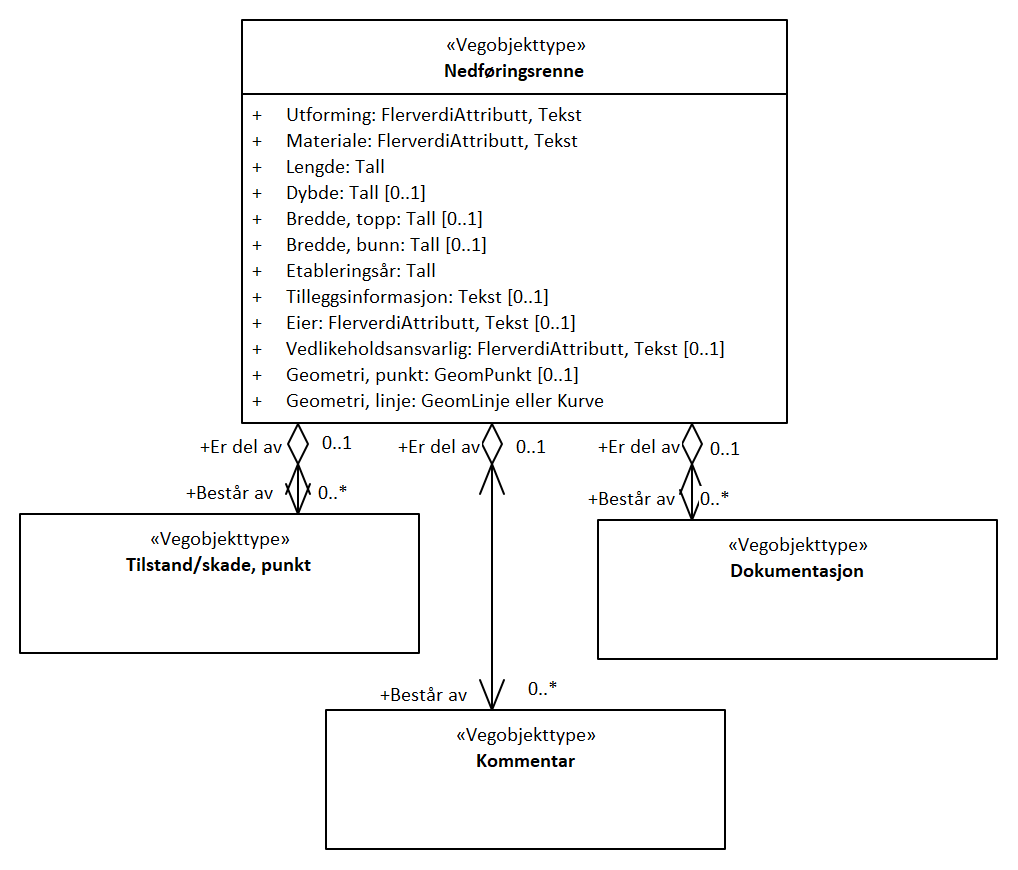 «Vegobjekttype»
Nedføringsrenne
+ Utforming: FlerverdiAttributt, Tekst
+ Materiale: FlerverdiAttributt, Tekst
+ Lengde: Tall
+ Dybde: Tall [0..1]
+ Bredde, topp: Tall [0..1]
+ Bredde, bunn: Tall [0..1]
+ Etableringsår: Tall
+ Tilleggsinformasjon: Tekst [0..1]
+ Eier: FlerverdiAttributt, Tekst [0..1]
+ Vedlikeholdsansvarlig: FlerverdiAttributt, Tekst [0..1]
+ Geometri, punkt: GeomPunkt [0..1]
+ Geometri, linje: GeomLinje eller Kurve
+Er del av 0..1 +Er del av 0..1 +Er del av 0..1
+Består av 0..* +Består av 0..*
«Vegobjekttype»
Tilstand/skade, punkt
«Vegobjekttype»
Dokumentasjon
+Består av 0..*
«Vegobjekttype»
Kommentar